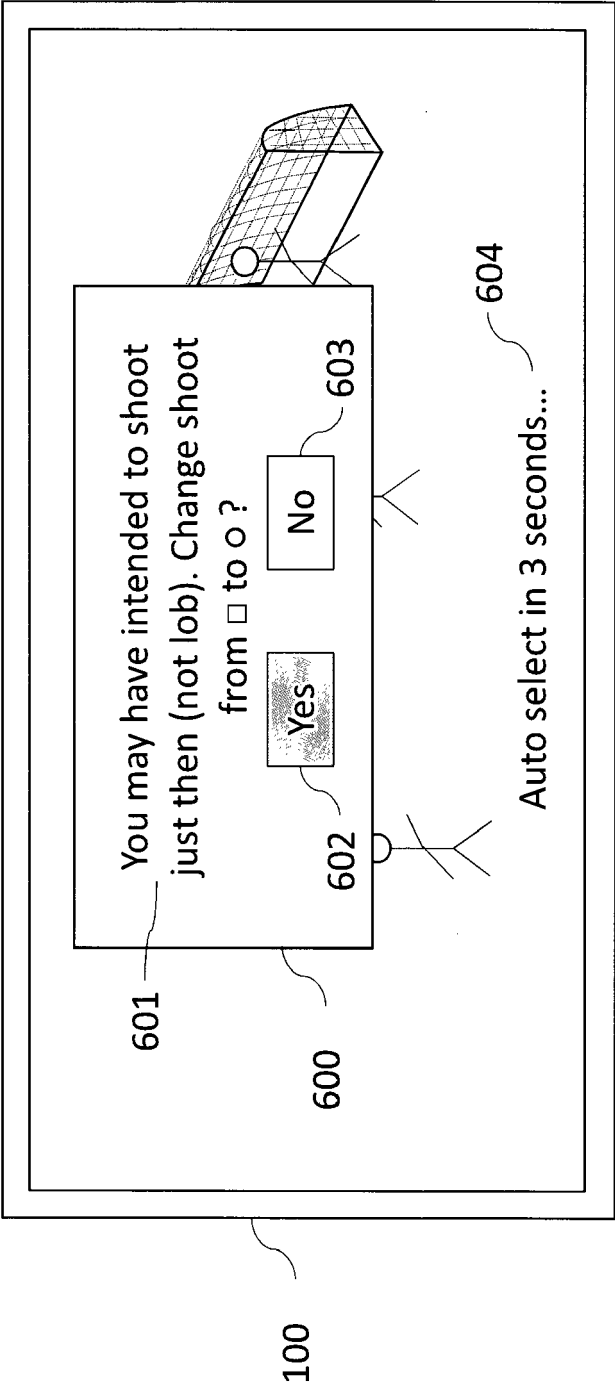 You may have intended to shoot
just then (not lob). Change shoot
from □ to ○ ?
Yes
No
601
602
603
600
Auto select in 3 seconds...
604
100